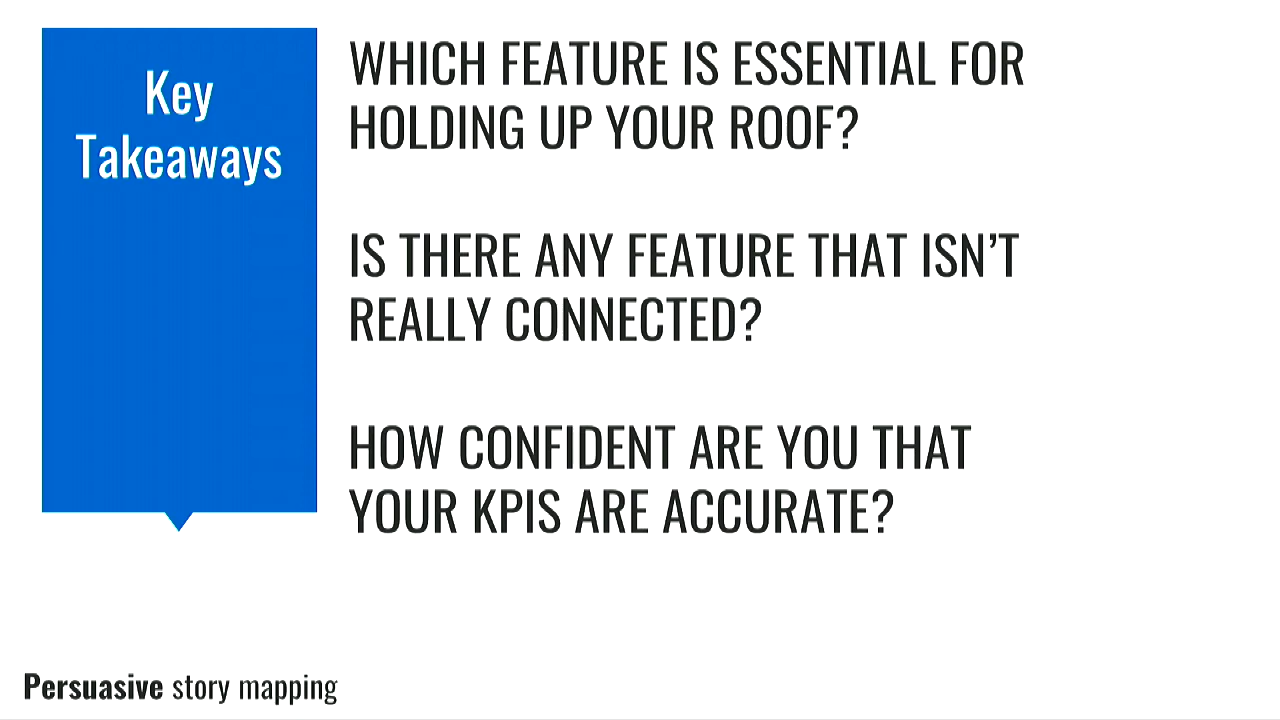 Key
Takeaways
WHICH FEATURE IS ESSENTIAL FOR
HOLDING UP YOUR ROOF?
IS THERE ANY FEATURE THAT ISN’T
REALLY CONNECTED?
HOW CONFIDENT ARE YOU THAT
YOUR KPIS ARE ACCURATE?
Persuasive story mapping